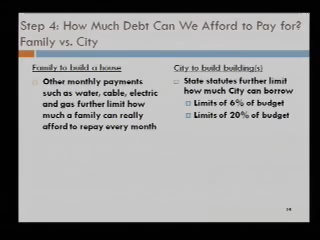 Step 4: How Much Debt Can We Afford to Pay for?
Family vs. City
Family to build a house
Other monthly payments
such as water, cable, electric
and gas further limit how
much a family can really
afford to repay every month
City to build building(s)
State statutes further limit
how much City can borrow
Limits of 6% of budget
Limits of 20% of budget